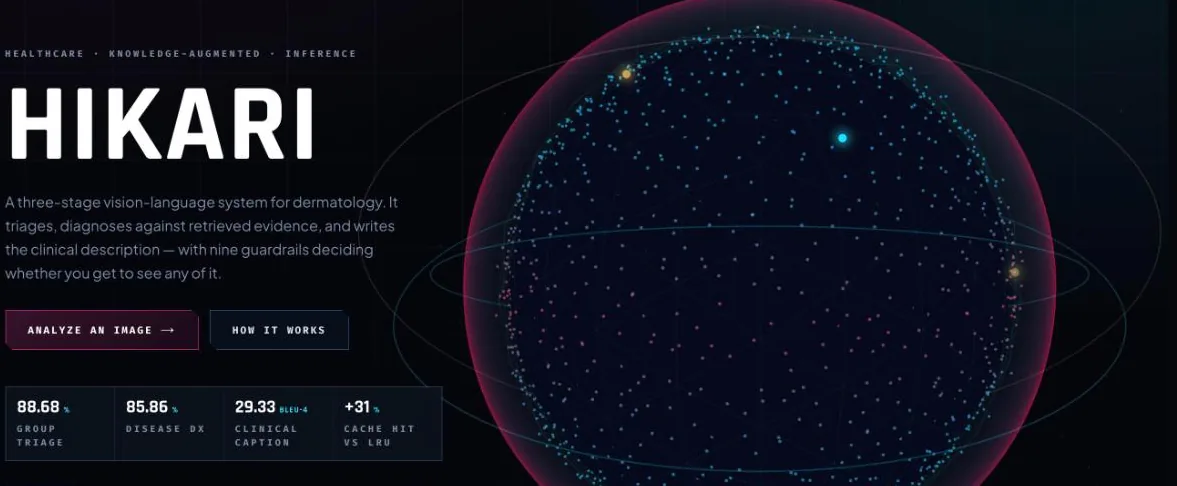 HEALTHCARE · KNOWLEDGE-AUGMENTED · INFERENCE
HIKARI
A three-stage vision-language system for dermatology. It
triages, diagnoses against retrieved evidence, and writes
the clinical description — with nine guardrails deciding
whether you get to see any of it.
ANALYZE AN IMAGE → HOW IT WORKS
88.68 % 85.86 % 29.33 BLEU-4 +31 %
GROUP DISEASE DX CLINICAL CACHE HIT
TRIAGE CAPTION VS LRU